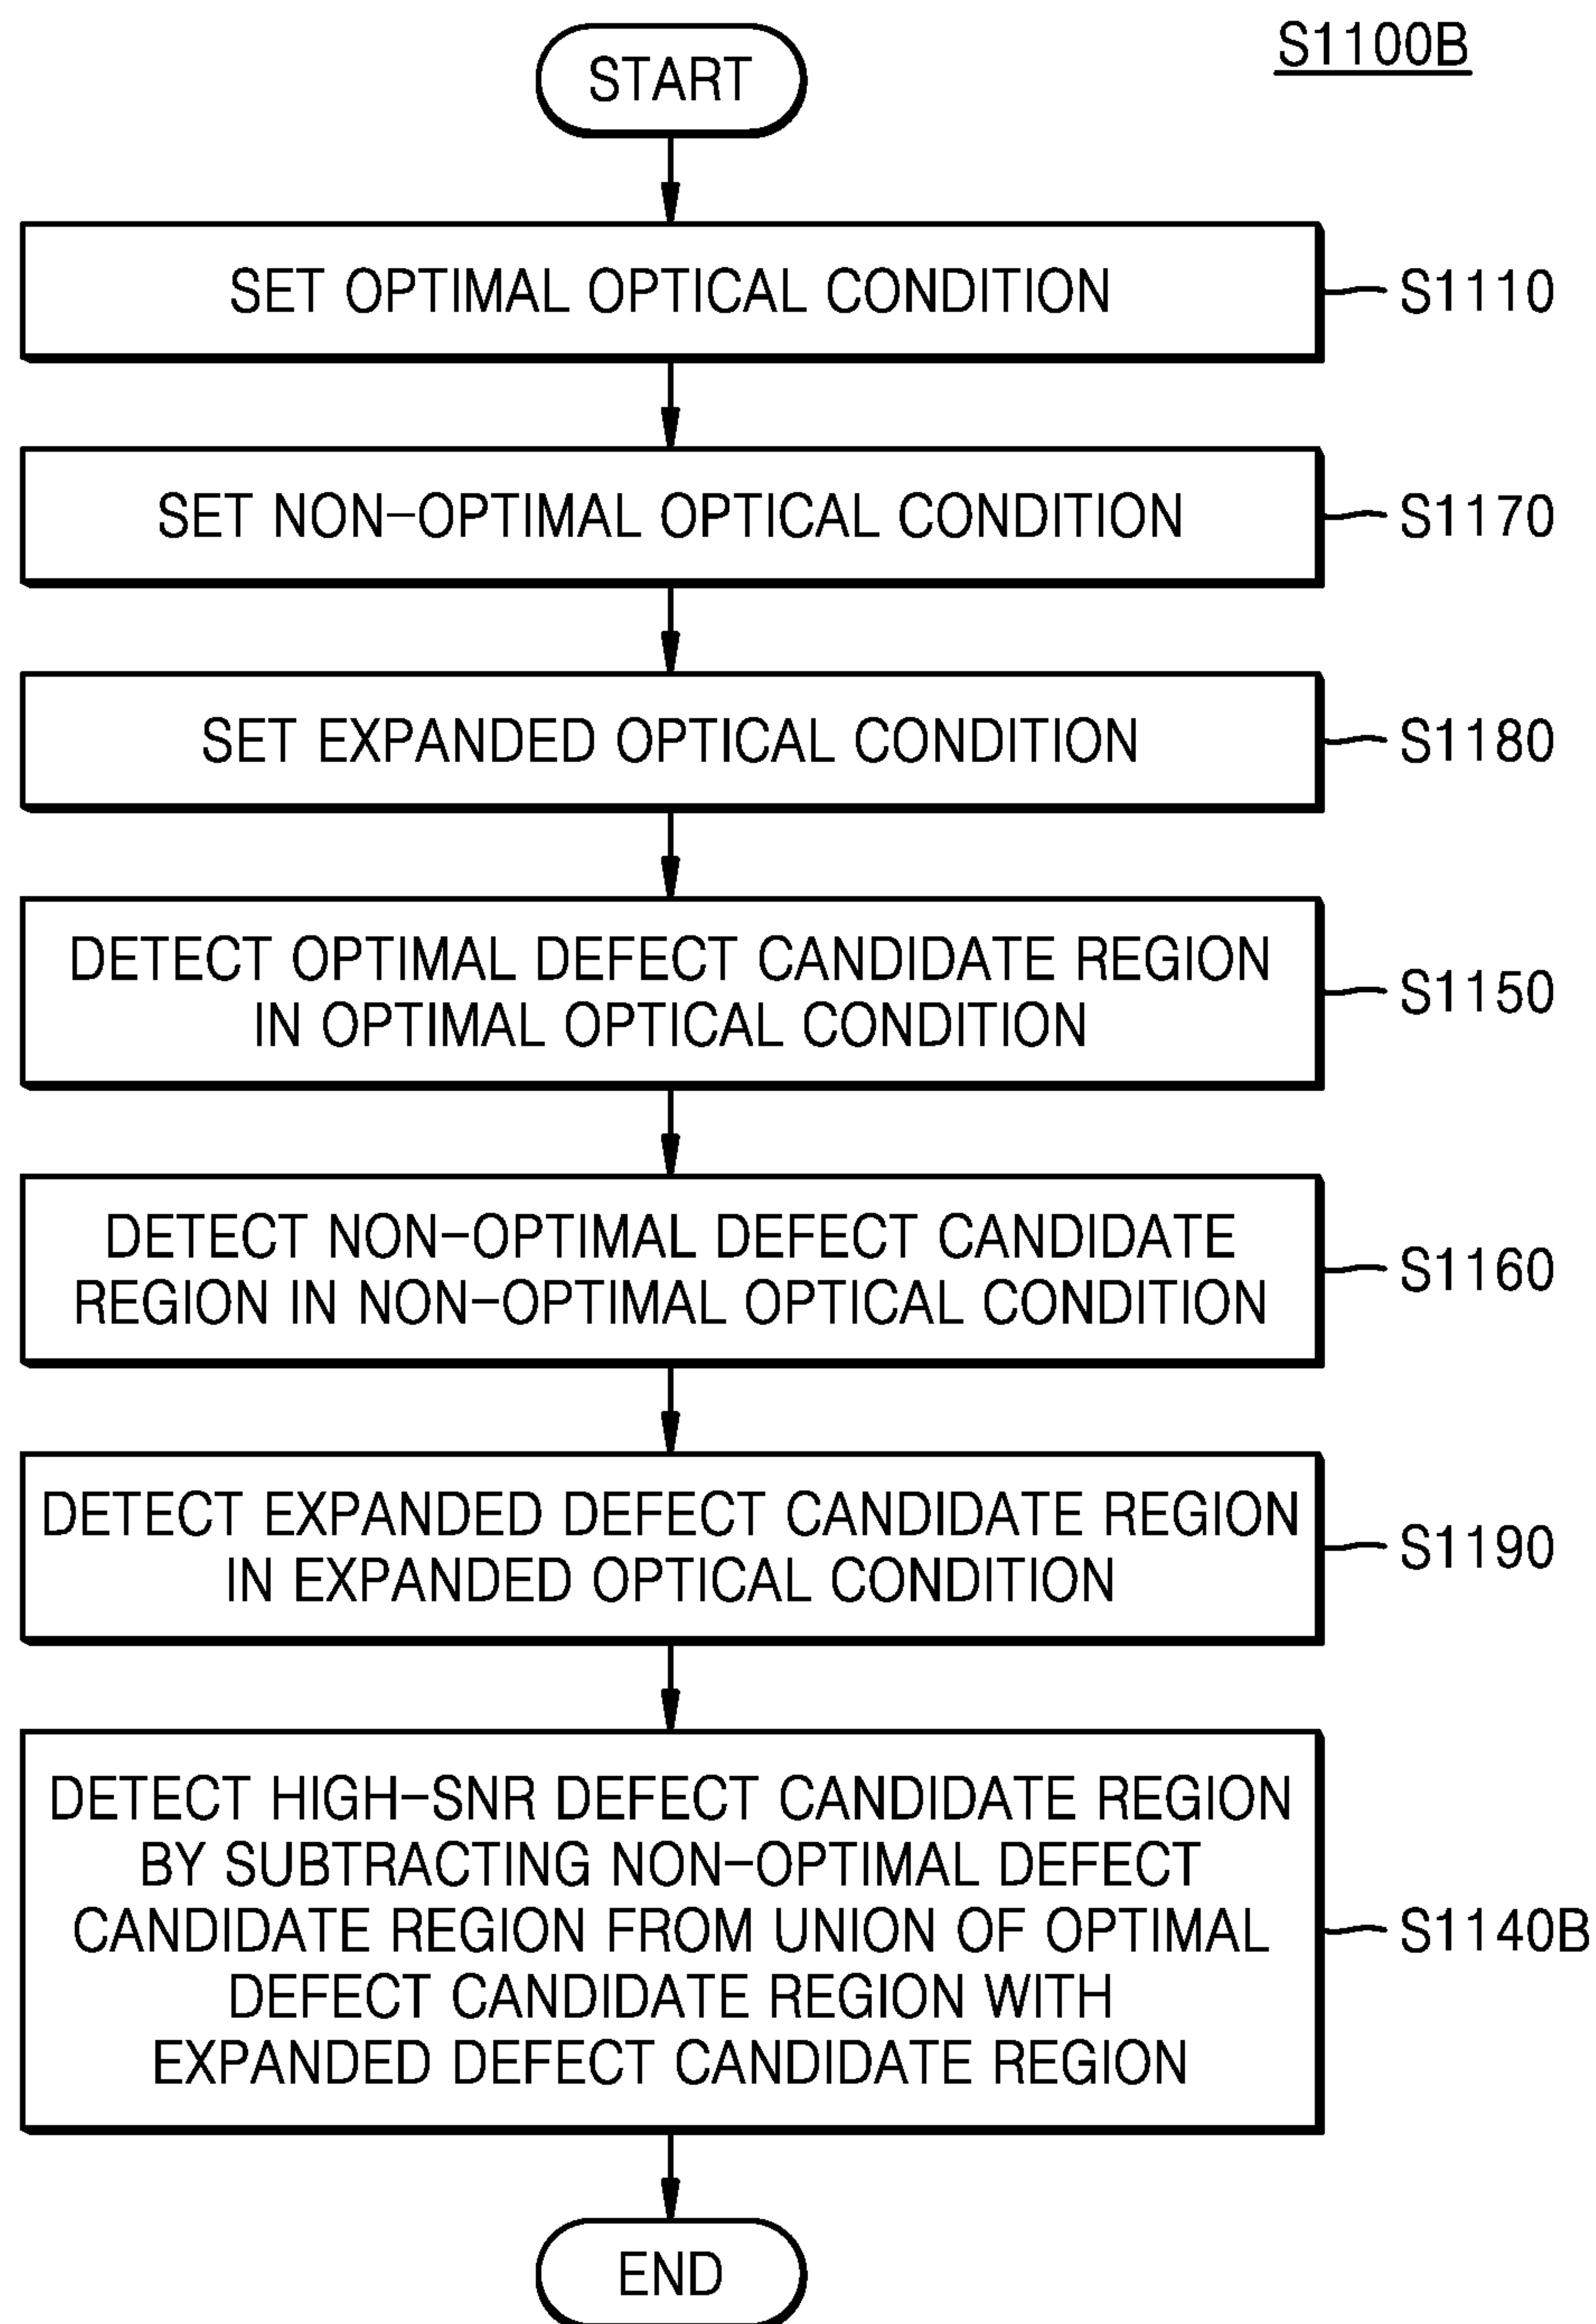 S1100B
START
SET OPTIMAL OPTICAL CONDITION
S1110
SET NON-OPTIMAL OPTICAL CONDITION
S1170
SET EXPANDED OPTICAL CONDITION
S1180
DETECT OPTIMAL DEFECT CANDIDATE REGION
IN OPTIMAL OPTICAL CONDITION
S1150
DETECT NON-OPTIMAL DEFECT CANDIDATE
REGION IN NON-OPTIMAL OPTICAL CONDITION
S1160
DETECT EXPANDED DEFECT CANDIDATE REGION
IN EXPANDED OPTICAL CONDITION
S1190
DETECT HIGH-SNR DEFECT CANDIDATE REGION
BY SUBTRACTING NON-OPTIMAL DEFECT
CANDIDATE REGION FROM UNION OF OPTIMAL
DEFECT CANDIDATE REGION WITH
EXPANDED DEFECT CANDIDATE REGION
S1140B
END